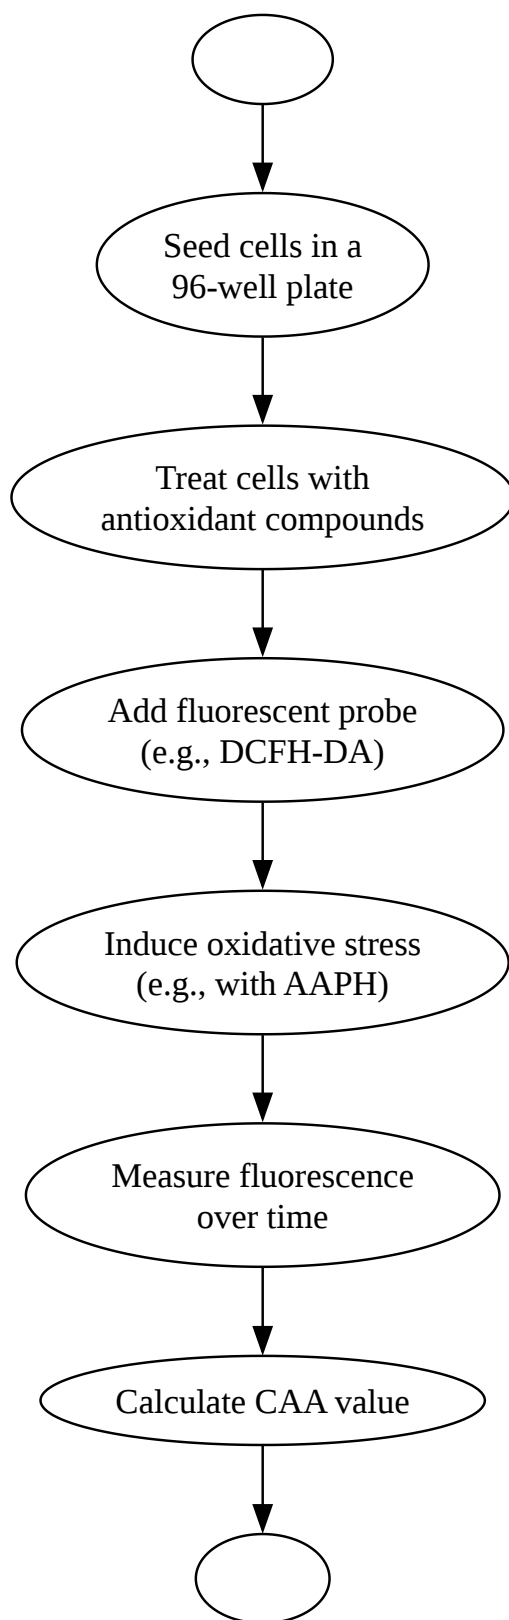 Seed cells in a
96-well plate
Treat cells with
antioxidant compounds
Add fluorescent probe
(e.g., DCFH-DA)
Induce oxidative stress
(e.g., with AAPH)
Measure fluorescence
over time
Calculate CAA value